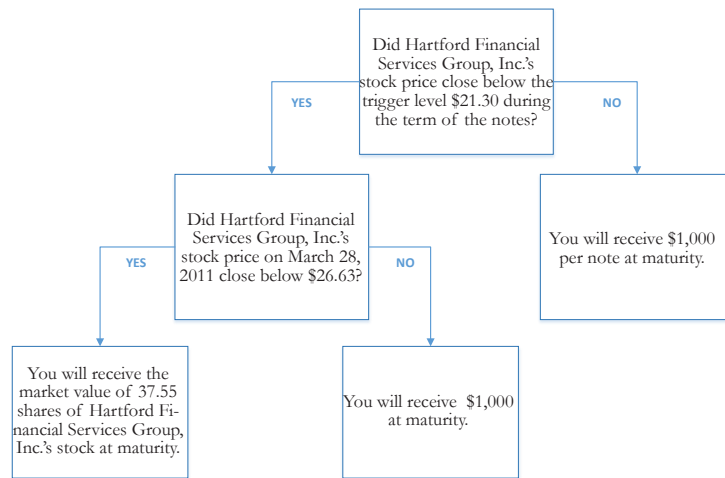 Did Hartford Financial
Services Group, Inc.'s
stock price close below the
trigger level $21.30 during
the term of the notes?
YES
NO
Did Hartford Financial
Services Group, Inc.'s
stock price on March 28,
2011 close below $26.63?
You will receive $1,000
per note at maturity.
YES
NO
You will receive the
market value of 37.55
shares of Hartford Fi-
nancial Services Group,
Inc.'s stock at maturity.
You will receive $1,000
at maturity.